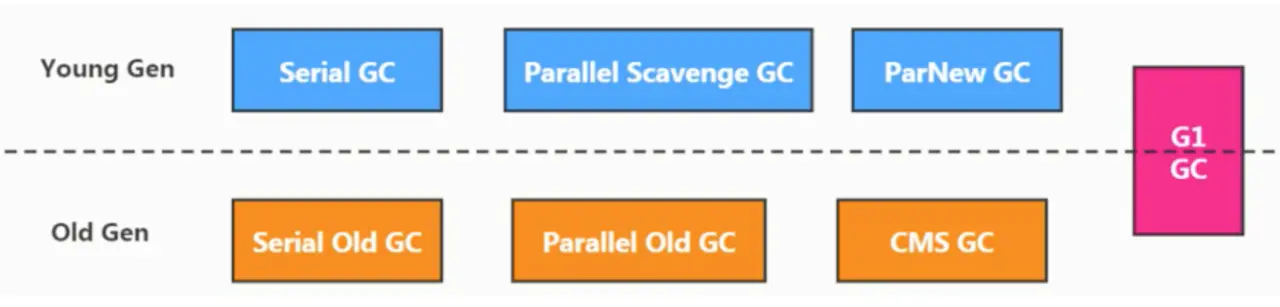 Young Gen
Serial GC
Parallel Scavenge GC
ParNew GC
G1
GC
Old Gen
Serial Old GC
Parallel Old GC
CMS GC